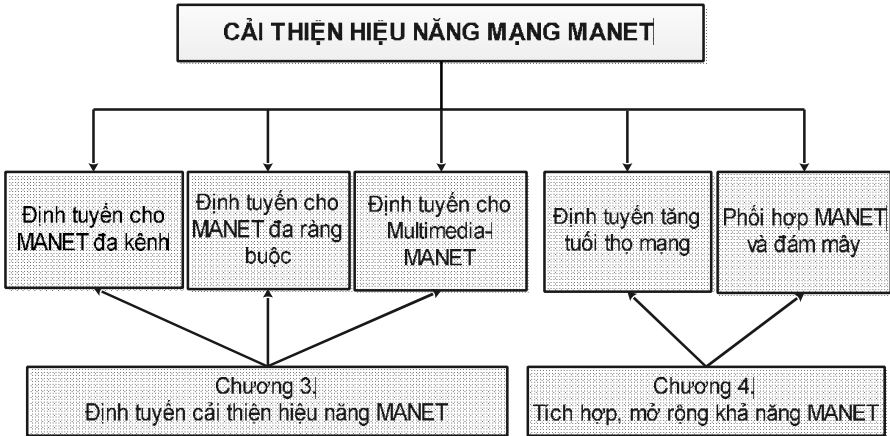 CẢI THIỆN HIỆU NĂNG MẠNG MANET
Định tuyến cho
MANET đa kênh
Định tuyến cho
MANET đa ràng
buộc
Định tuyến cho
Multimedia-
MANET
Định tuyến tăng
tuổi thọ mạng
Phối hợp MANET
và đám mây
Chương 3.
Định tuyến cải thiện hiệu năng MANET
Chương 4.
Tích hợp, mở rộng khả năng MANET